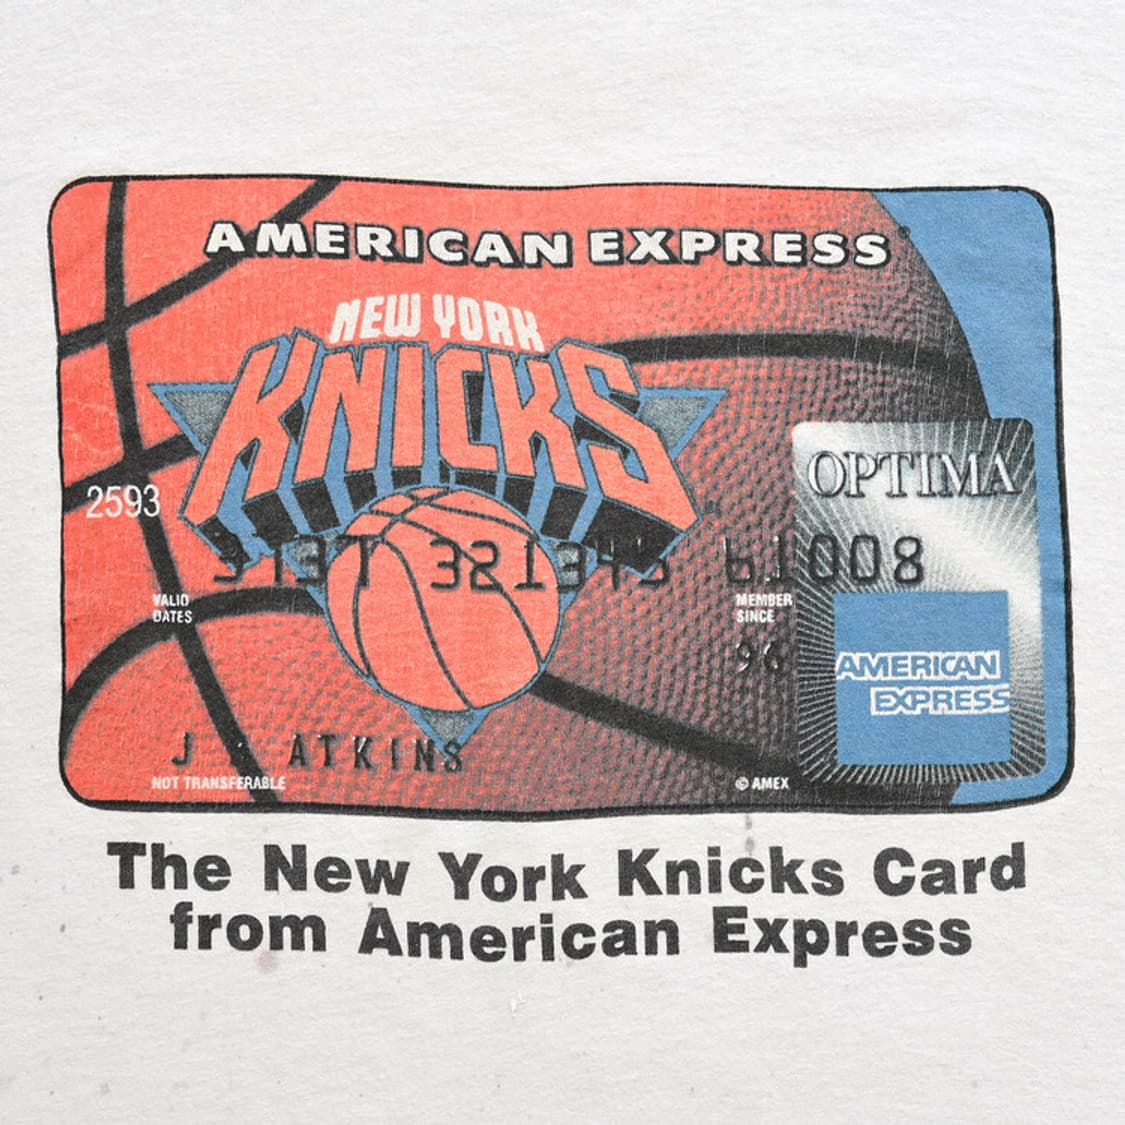 AMERICAN EXPRESS
NEW YORK
KNICKS
OPTIMA
2593
61008
VALID
DATES
MEMBER
SINCE
96
AMERICAN
EXPRESS
J ATKINS
NOT TRANSFERABLE
© AMEX
The New York Knicks Card
from American Express